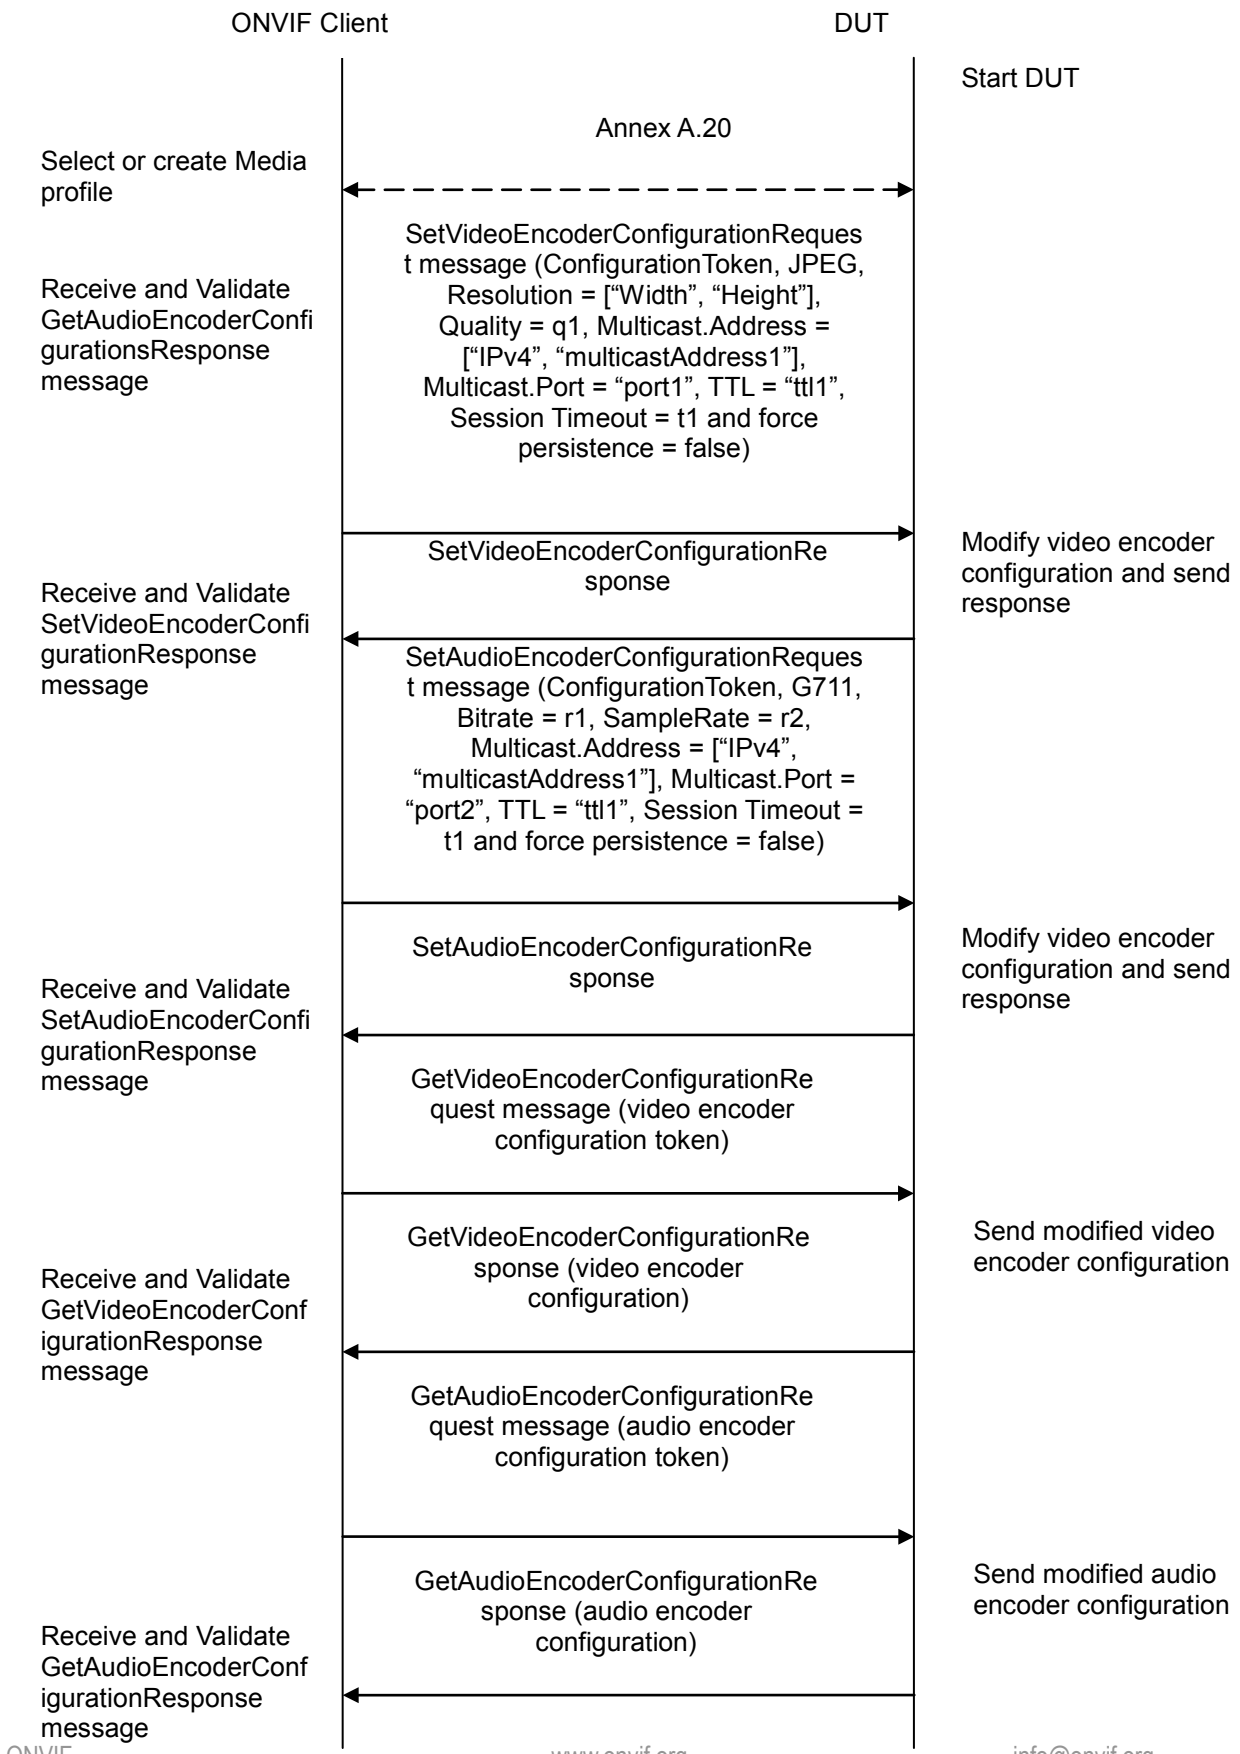 ONVIF Client
DUT
Start DUT
Annex A.20
Select or create Media
profile
SetVideoEncoderConfigurationReques
t message (ConfigurationToken, JPEG,
Resolution = [“Width”, “Height”],
Quality = q1, Multicast.Address =
[“IPv4”, “multicastAddress1”],
Multicast.Port = “port1”, TTL = “ttl1”,
Session Timeout = t1 and force
persistence = false)
Receive and Validate
GetAudioEncoderConfi
gurationsResponse
message
SetVideoEncoderConfigurationRe
sponse
Modify video encoder
configuration and send
response
Receive and Validate
SetVideoEncoderConfi
gurationResponse
message
SetAudioEncoderConfigurationReques
t message (ConfigurationToken, G711,
Bitrate = r1, SampleRate = r2,
Multicast.Address = [“IPv4”,
“multicastAddress1”], Multicast.Port =
“port2”, TTL = “ttl1”, Session Timeout =
t1 and force persistence = false)
SetAudioEncoderConfigurationRe
sponse
Modify video encoder
configuration and send
response
Receive and Validate
SetAudioEncoderConfi
gurationResponse
message
GetVideoEncoderConfigurationRe
quest message (video encoder
configuration token)
GetVideoEncoderConfigurationRe
sponse (video encoder
configuration)
Send modified video
encoder configuration
Receive and Validate
GetVideoEncoderConf
igurationResponse
message
GetAudioEncoderConfigurationRe
quest message (audio encoder
configuration token)
GetAudioEncoderConfigurationRe
sponse (audio encoder
configuration)
Send modified audio
encoder configuration
Receive and Validate
GetAudioEncoderConf
igurationResponse
message
ONVIF
www.onvif.org
info@onvif.org